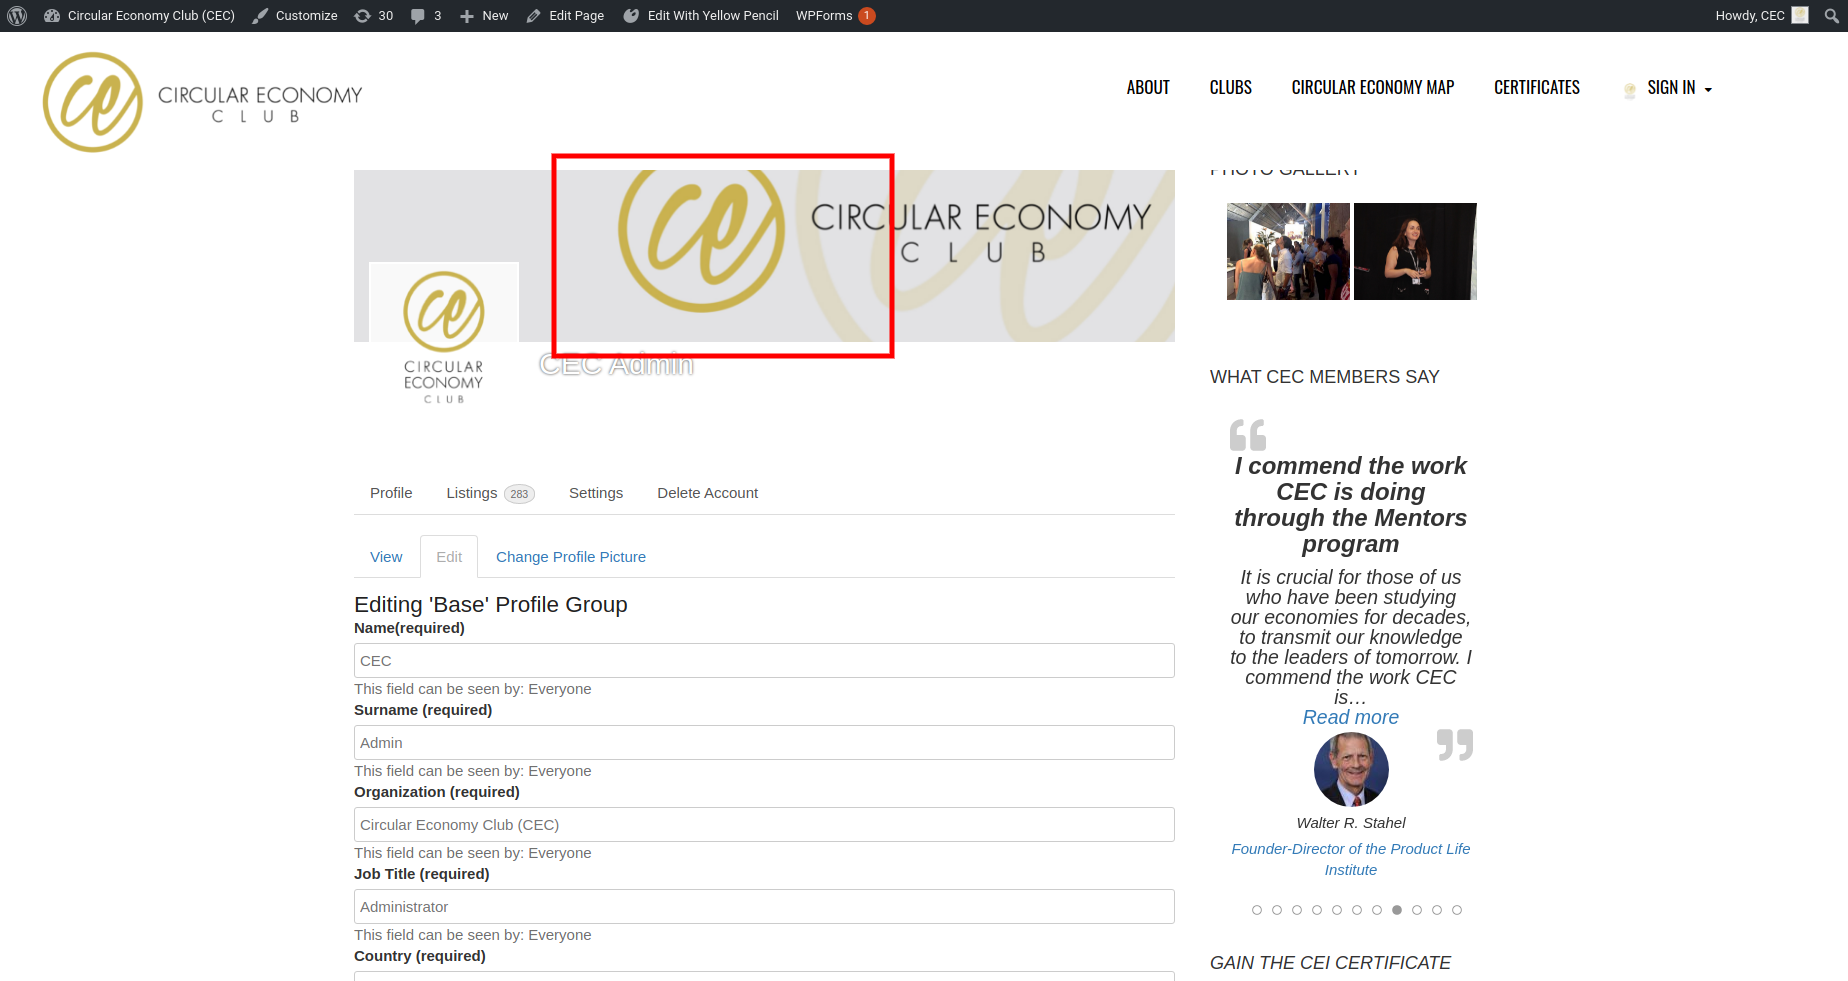 Circular Economy Club (CEC) Customize 30 3 New Edit Page Edit With Yellow Pencil WPForms 1 Howdy, CEC
CIRCULAR ECONOMY
CLUB
ABOUT CLUBS CIRCULAR ECONOMY MAP CERTIFICATES SIGN IN
ce
CIRCULAR ECONOMY
CLUB
ce
CIRCULAR
ECONOMY
CLUB
CEC Admin
Profile Listings 283 Settings Delete Account
View Edit Change Profile Picture
Editing 'Base' Profile Group
Name(required)
CEC
This field can be seen by: Everyone
Surname (required)
Admin
This field can be seen by: Everyone
Organization (required)
Circular Economy Club (CEC)
This field can be seen by: Everyone
Job Title (required)
Administrator
This field can be seen by: Everyone
Country (required)
PHOTO GALLERY
WHAT CEC MEMBERS SAY
“
I commend the work
CEC is doing
through the Mentors
program
It is crucial for those of us
who have been studying
our economies for decades,
to transmit our knowledge
to the leaders of tomorrow. I
commend the work CEC
is…
Read more
”
Walter R. Stahel
Founder-Director of the Product Life
Institute
GAIN THE CEI CERTIFICATE